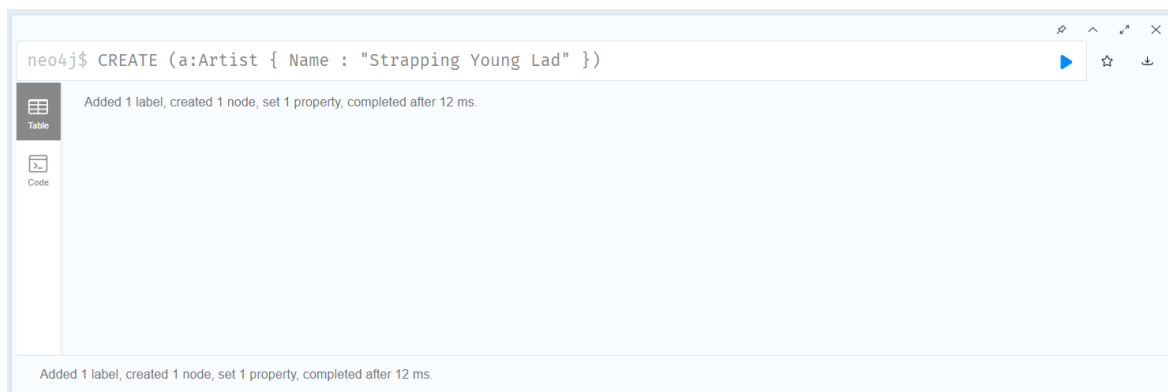 neo4j$ CREATE (a:Artist { Name : "Strapping Young Lad" })
Added 1 label, created 1 node, set 1 property, completed after 12 ms.
Table
Code
Added 1 label, created 1 node, set 1 property, completed after 12 ms.